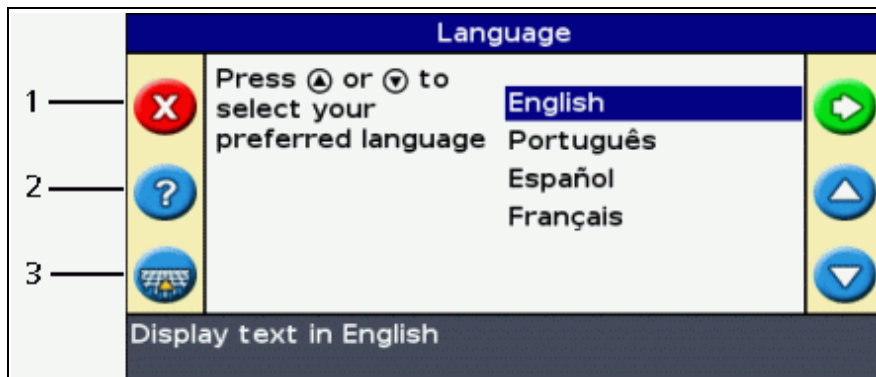 Language
1
Press or to
select your
preferred language
English
Português
Español
Français
2
?
3
Display text in English